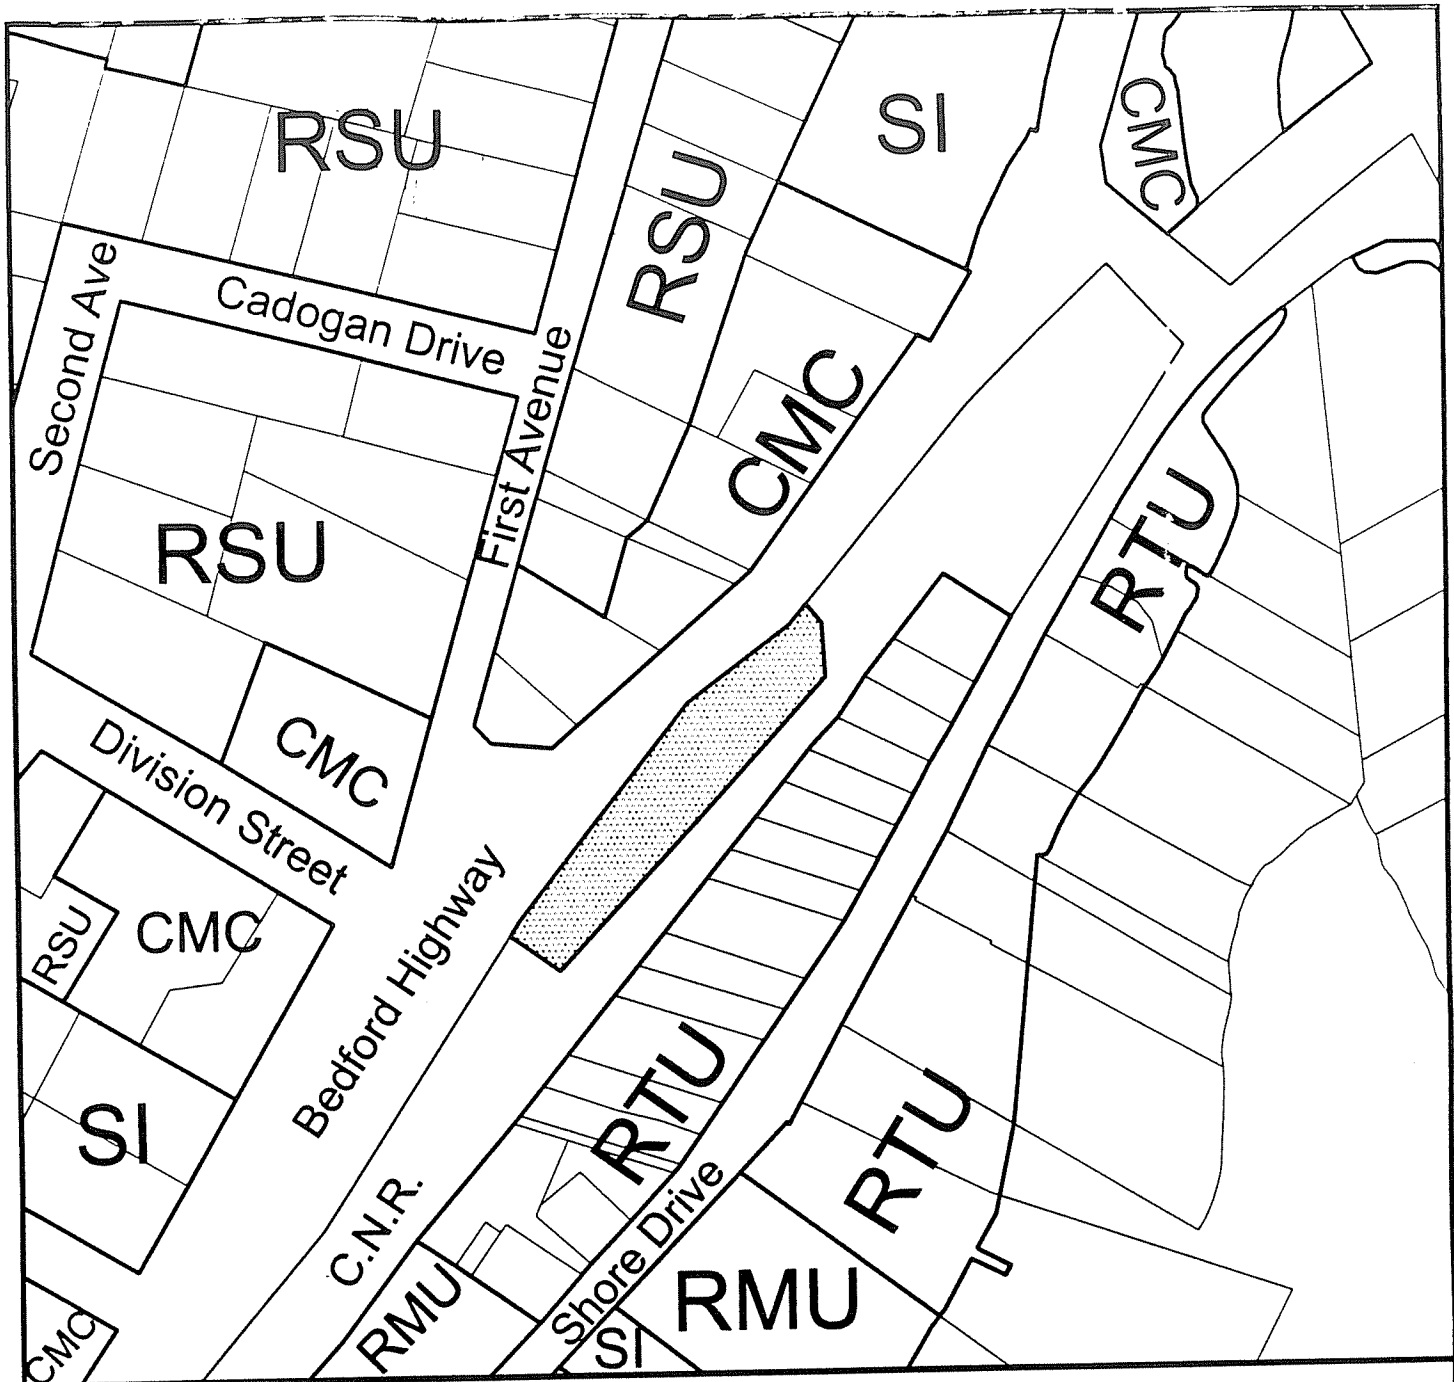 RSU
SI
CMC
RSU
Second Ave
Cadogan Drive
First Avenue
CMC
RSU
RTU
CMC
Division Street
CMC
RSU
Bedford Highway
SI
RTU
RTU
C.N.R.
Shore Drive
RMU
RMU
SI
CMC